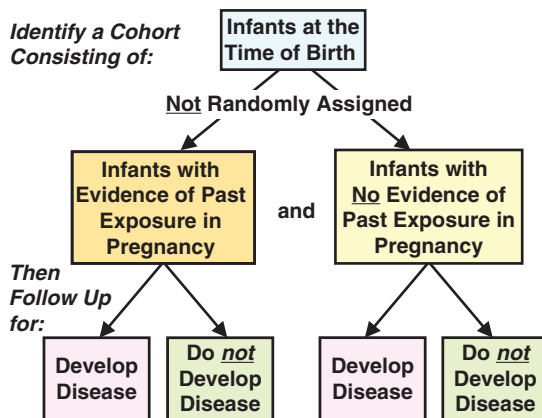 Identify a Cohort
Consisting of:
Infants at the
Time of Birth
Not Randomly Assigned
Infants with
Evidence of Past
Exposure in
Pregnancy
and
Infants with
No Evidence of
Past Exposure in
Pregnancy
Then
Follow Up
for:
Develop
Disease
Do not
Develop
Disease
Develop
Disease
Do not
Develop
Disease